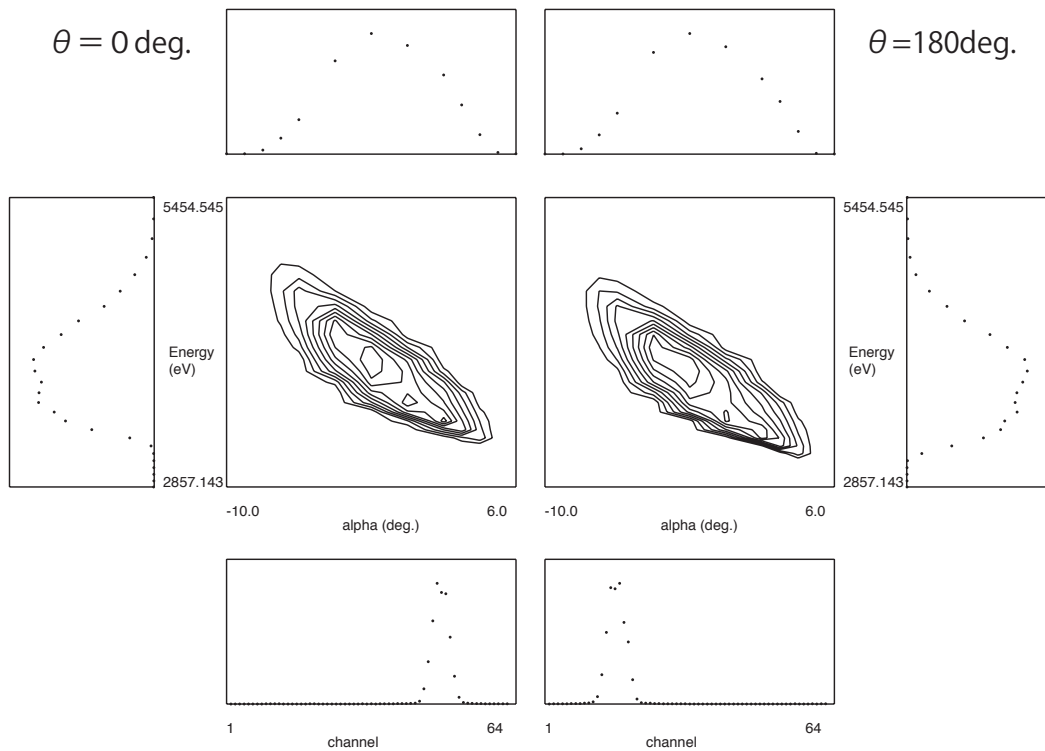 θ = 0 deg.
θ =180deg.
5454.545
5454.545
Energy
(eV)
Energy
(eV)
2857.143
2857.143
-10.0
6.0
-10.0
6.0
alpha (deg.)
alpha (deg.)
1
64
1
64
channel
channel